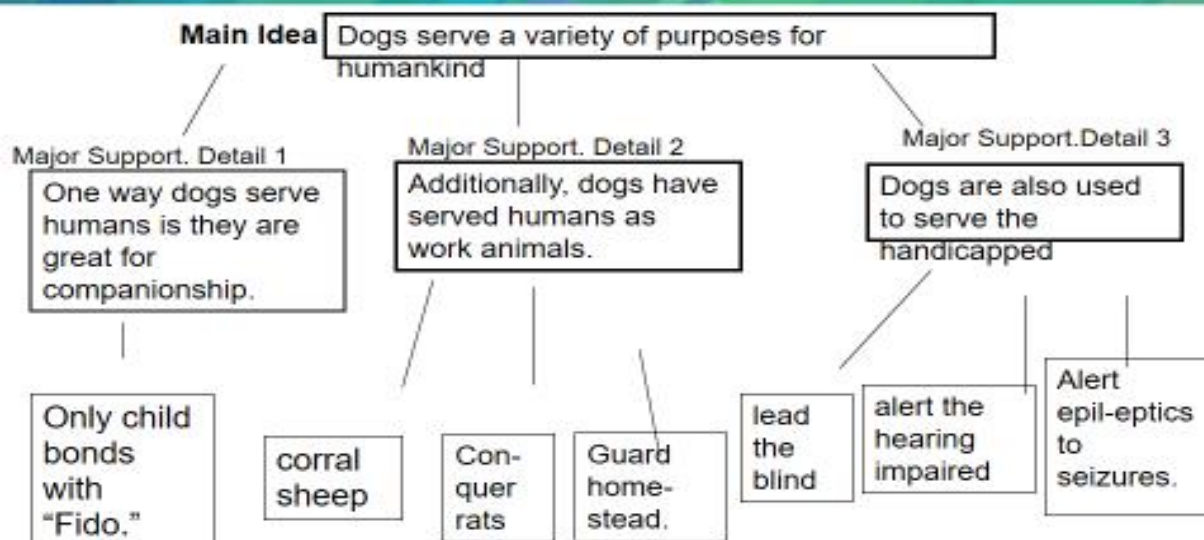 Main Idea
Dogs serve a variety of purposes for
humankind
Major Support. Detail 1
One way dogs serve
humans is they are
great for
companionship.
Major Support. Detail 2
Additionally, dogs have
served humans as
work animals.
Major Support.Detail 3
Dogs are also used
to serve the
handicapped
Only child
bonds
with
“Fido.”
corral
sheep
Con-
quer
rats
Guard
home-
stead.
lead
the
blind
alert the
hearing
impaired
Alert
epil-eptics
to
seizures.